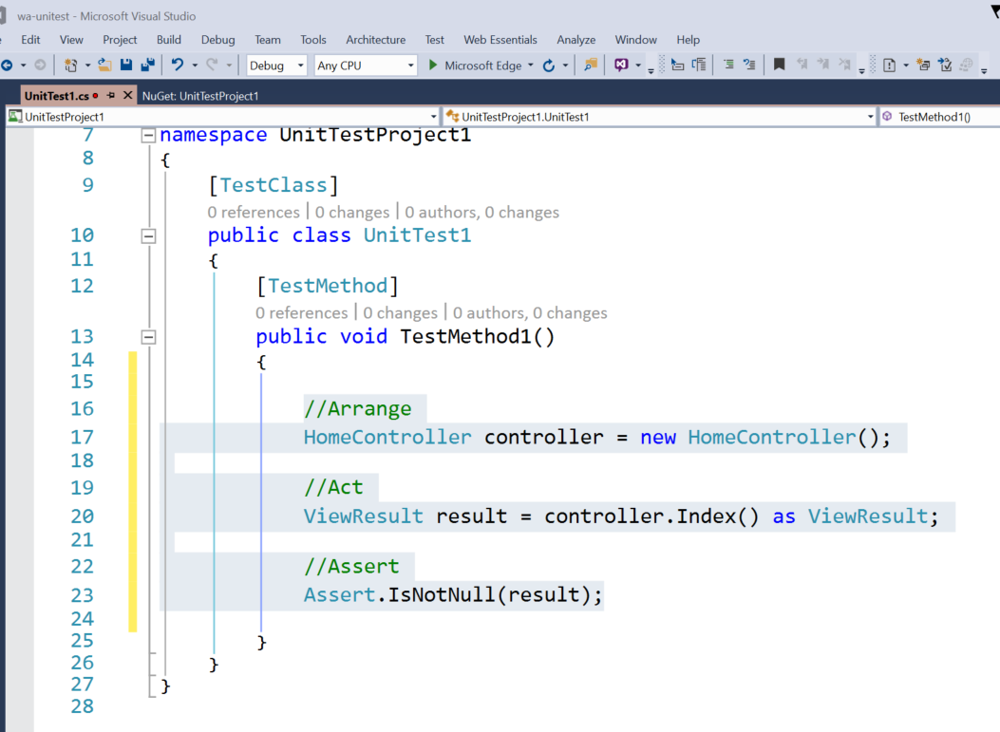 wa-unitest - Microsoft Visual Studio
Edit View Project Build Debug Team Tools Architecture Test Web Essentials Analyze Window Help
Debug Any CPU Microsoft Edge
UnitTest1.cs NuGet: UnitTestProject1
UnitTestProject1 UnitTestProject1.UnitTest1 TestMethod1()
7 namespace UnitTestProject1
8 {
9 [TestClass]
0 references | 0 changes | 0 authors, 0 changes
10 public class UnitTest1
11 {
12 [TestMethod]
0 references | 0 changes | 0 authors, 0 changes
13 public void TestMethod1()
14 {
15
16 //Arrange
17 HomeController controller = new HomeController();
18
19 //Act
20 ViewResult result = controller.Index() as ViewResult;
21
22 //Assert
23 Assert.IsNotNull(result);
24
25 }
26 }
27 }
28